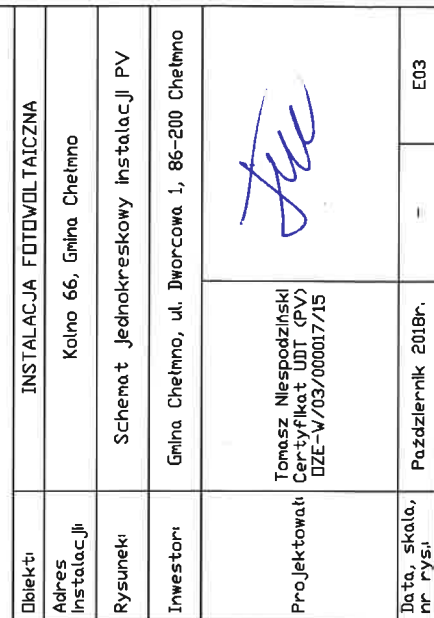 Obiekt: INSTALACJA FOTOWOLTAICZNA
Adres Instalacji: Kolno 66, Gmina Chełmno
Rysunek: Schemat jednokreskowy instalacji PV
Inwestor: Gmina Chełmno, ul. Dworcowa 1, 86-200 Chełmno
Projektował: Tomasz Niespodziński
Certyfikat UDT (PV)
OZE-W/03/000017/15
Data, skala, nr rys.: Październik 2018r. - E03